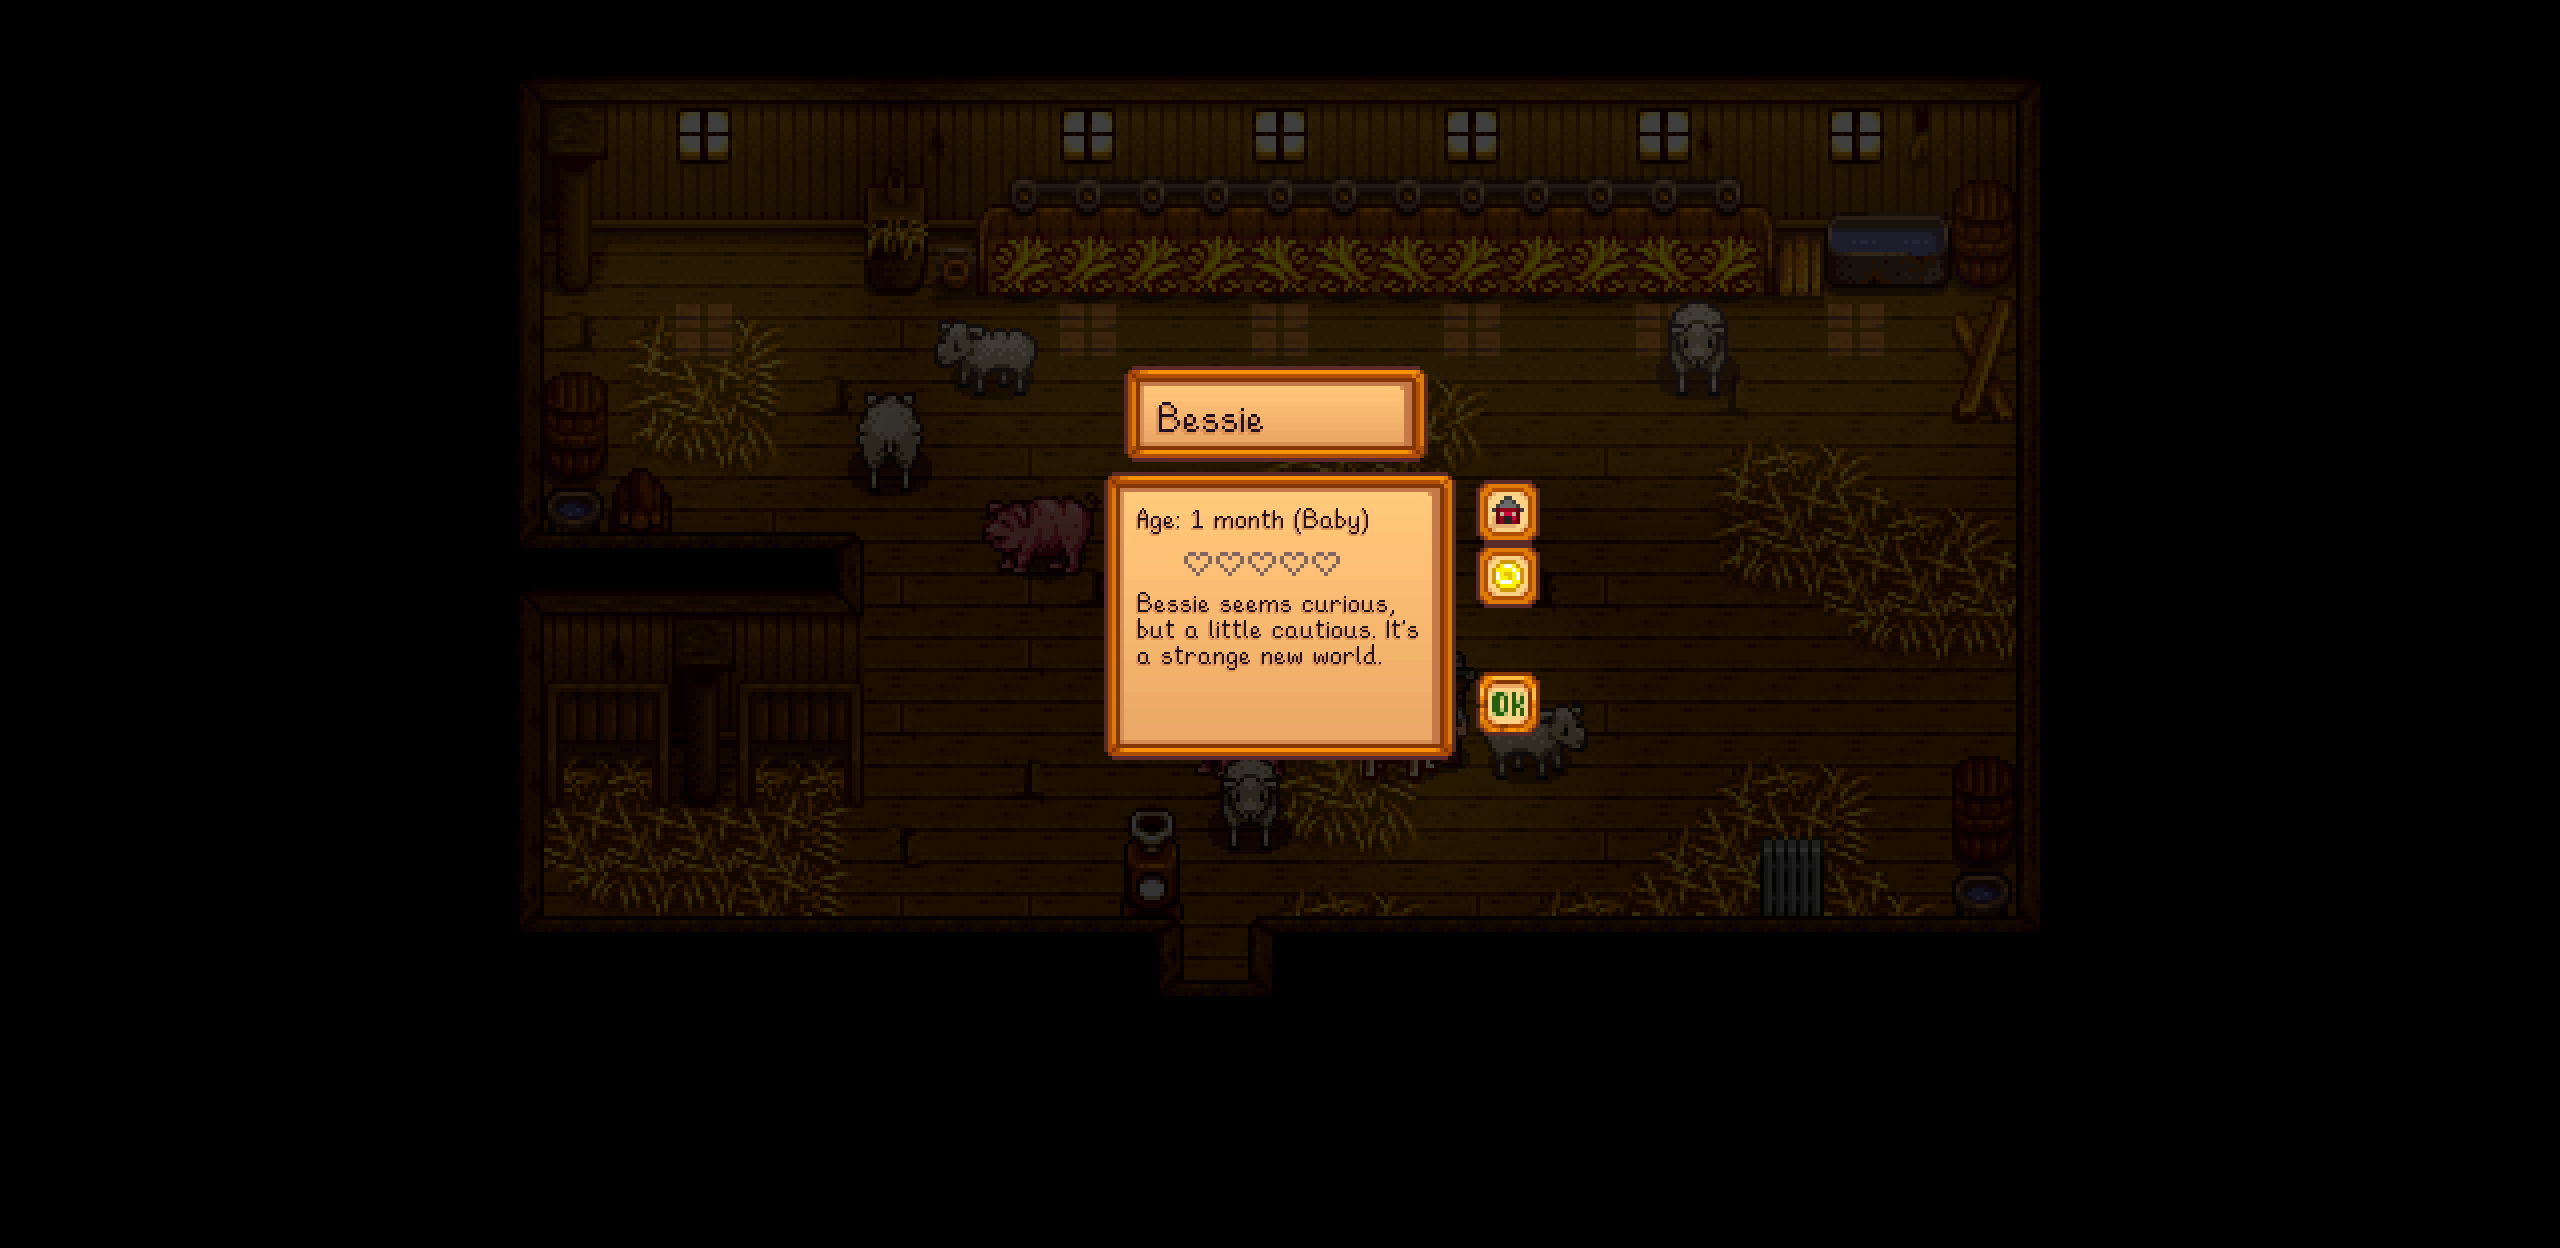 Bessie
Age: 1 month (Baby)
Bessie seems curious,
but a little cautious. It's
a strange new world.
OK